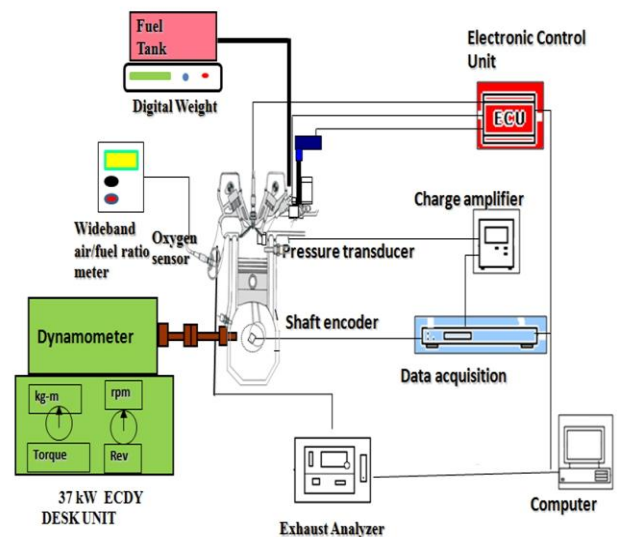 Fuel
Tank
Digital Weight
Electronic Control
Unit
ECU
Charge amplifier
Wideband
air/fuel ratio
meter
Oxygen
sensor
Pressure transducer
Dynamometer
Shaft encoder
Data acquisition
kg-m
rpm
Torque
Rev
37 kW ECDY
DESK UNIT
Exhaust Analyzer
Computer